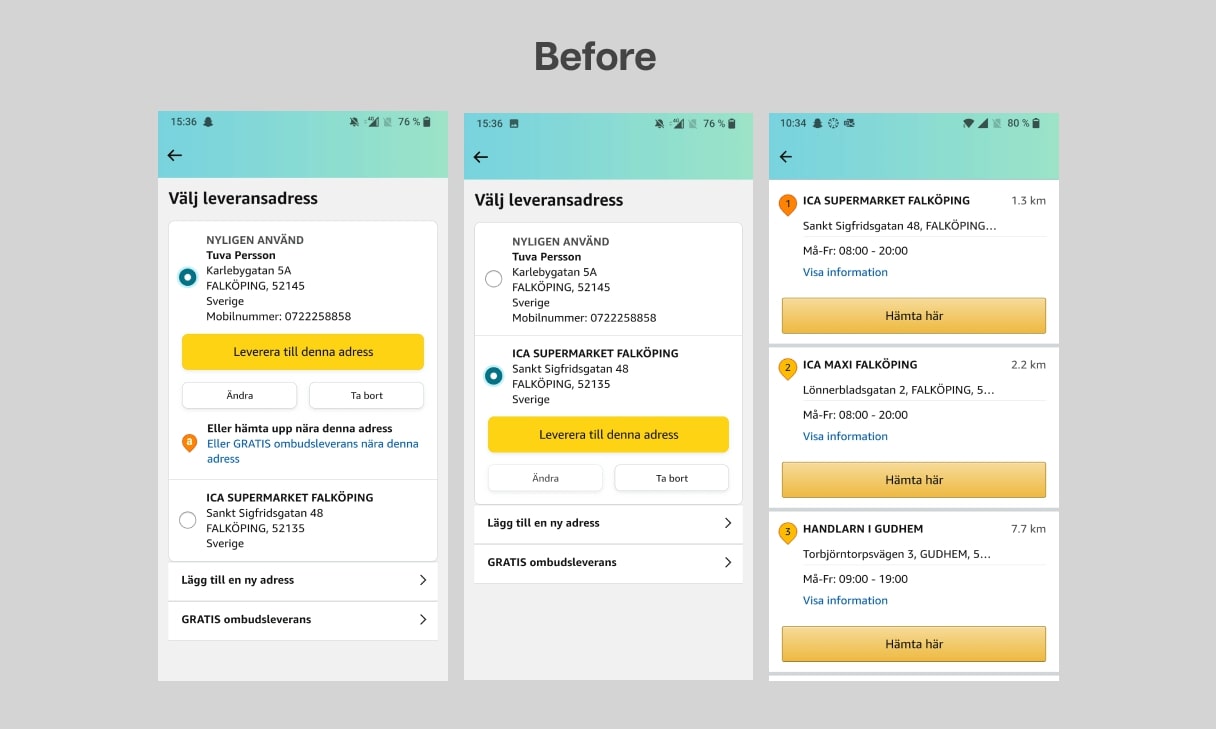 Before
15:36 4G 76 %
Välj leveransadress
NYLIGEN ANVÄND
Tuva Persson
Karlebygatan 5A
FALKÖPING, 52145
Sverige
Mobilnummer: 0722258858
Leverera till denna adress
Ändra Ta bort
a
Eller hämta upp nära denna adress
Eller GRATIS ombudsleverans nära denna
adress
ICA SUPERMARKET FALKÖPING
Sankt Sigfridsgatan 48
FALKÖPING, 52135
Sverige
Lägg till en ny adress
GRATIS ombudsleverans
15:36 4G 76 %
Välj leveransadress
NYLIGEN ANVÄND
Tuva Persson
Karlebygatan 5A
FALKÖPING, 52145
Sverige
Mobilnummer: 0722258858
ICA SUPERMARKET FALKÖPING
Sankt Sigfridsgatan 48
FALKÖPING, 52135
Sverige
Leverera till denna adress
Ändra Ta bort
Lägg till en ny adress
GRATIS ombudsleverans
10:34 80 %
1 ICA SUPERMARKET FALKÖPING 1.3 km
Sankt Sigfridsgatan 48, FALKÖPING...
Må-Fr: 08:00 - 20:00
Visa information
Hämta här
2 ICA MAXI FALKÖPING 2.2 km
Lönnerbladsgatan 2, FALKÖPING, 5...
Må-Fr: 08:00 - 20:00
Visa information
Hämta här
3 HANDLARN I GUDHEM 7.7 km
Torbjörntorpsvägen 3, GUDHEM, 5...
Må-Fr: 09:00 - 19:00
Visa information
Hämta här